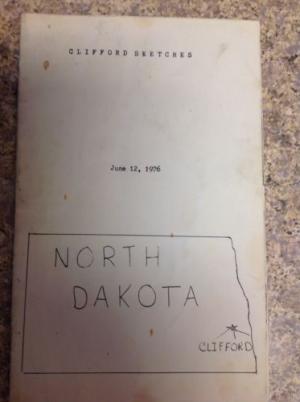 CLIFFORD SKETCHES
June 12, 1976
NORTH
DAKOTA
CLIFFORD